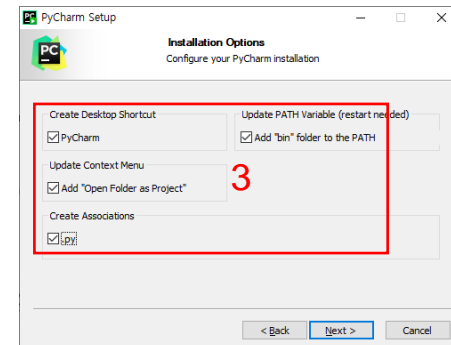 PC PyCharm Setup
PC
Installation Options
Configure your PyCharm installation
Create Desktop Shortcut
PyCharm
Update PATH Variable (restart needed)
Add "bin" folder to the PATH
Update Context Menu
Add "Open Folder as Project"
3
Create Associations
.py
< Back
Next >
Cancel